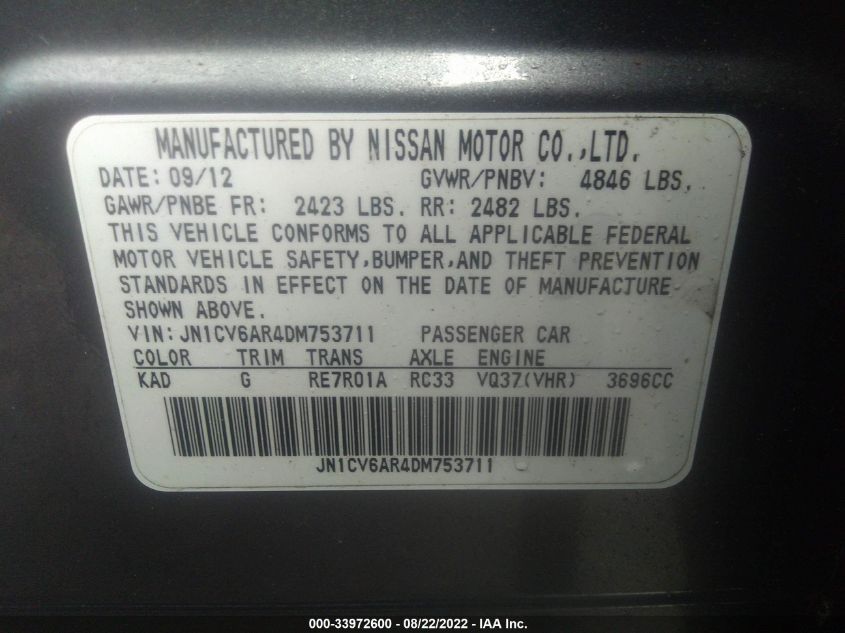 MANUFACTURED BY NISSAN MOTOR CO.,LTD.
DATE: 09/12 GVWR/PNBV: 4846 LBS,
GAWR/PNBE FR: 2423 LBS. RR: 2482 LBS.
THIS VEHICLE CONFORMS TO ALL APPLICABLE FEDERAL
MOTOR VEHICLE SAFETY,BUMPER,AND THEFT PREVENTION
STANDARDS IN EFFECT ON THE DATE OF MANUFACTURE
SHOWN ABOVE.
VIN:JN1CV6AR4DM753711 PASSENGER CAR
COLOR TRIM TRANS AXLE ENGINE
KAD G RE7R01A RC33 VQ37(VHR) 3696CC
JN1CV6AR4DM753711
000-33972600 - 08/22/2022 - IAA Inc.